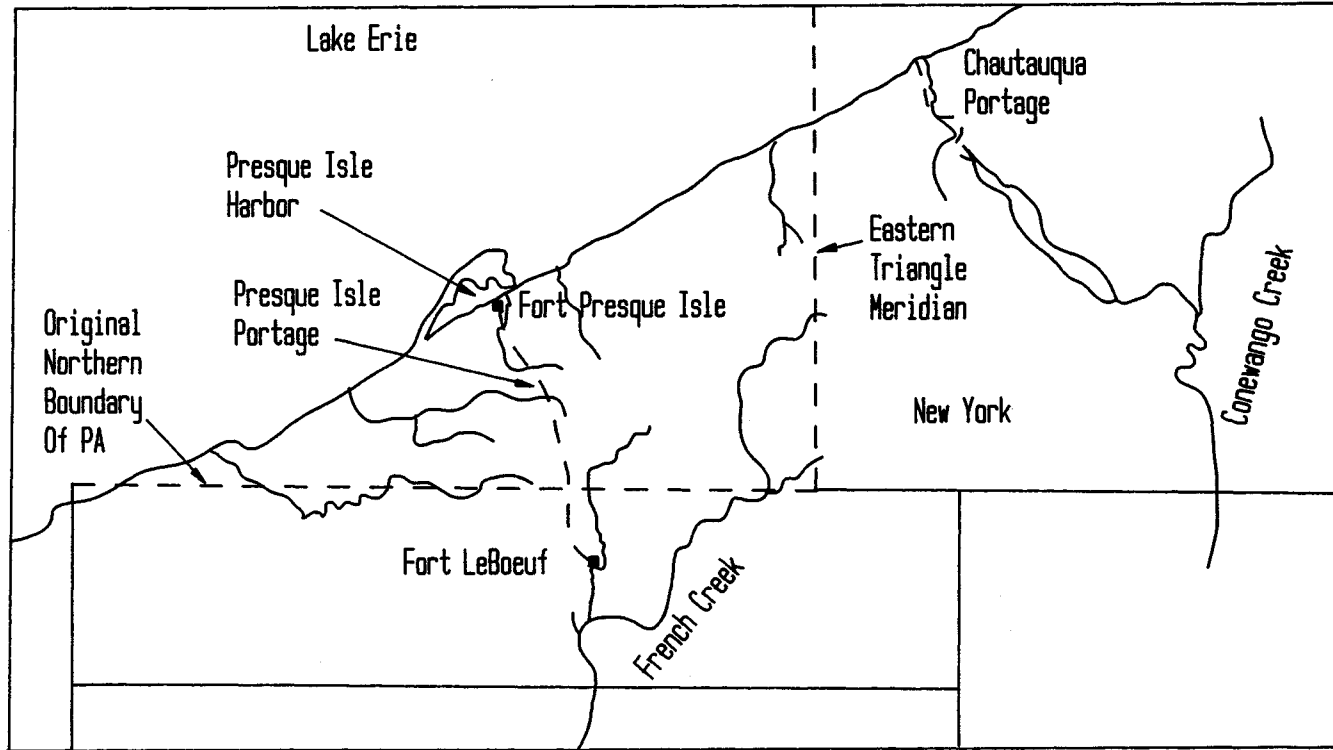 Lake Erie
Chautauqua
Portage
Presque Isle
Harbor
Eastern
Triangle
Meridian
Presque Isle
Portage
Fort Presque Isle
Original
Northern
Boundary
Of PA
Conewango Creek
New York
Fort LeBoeuf
French Creek